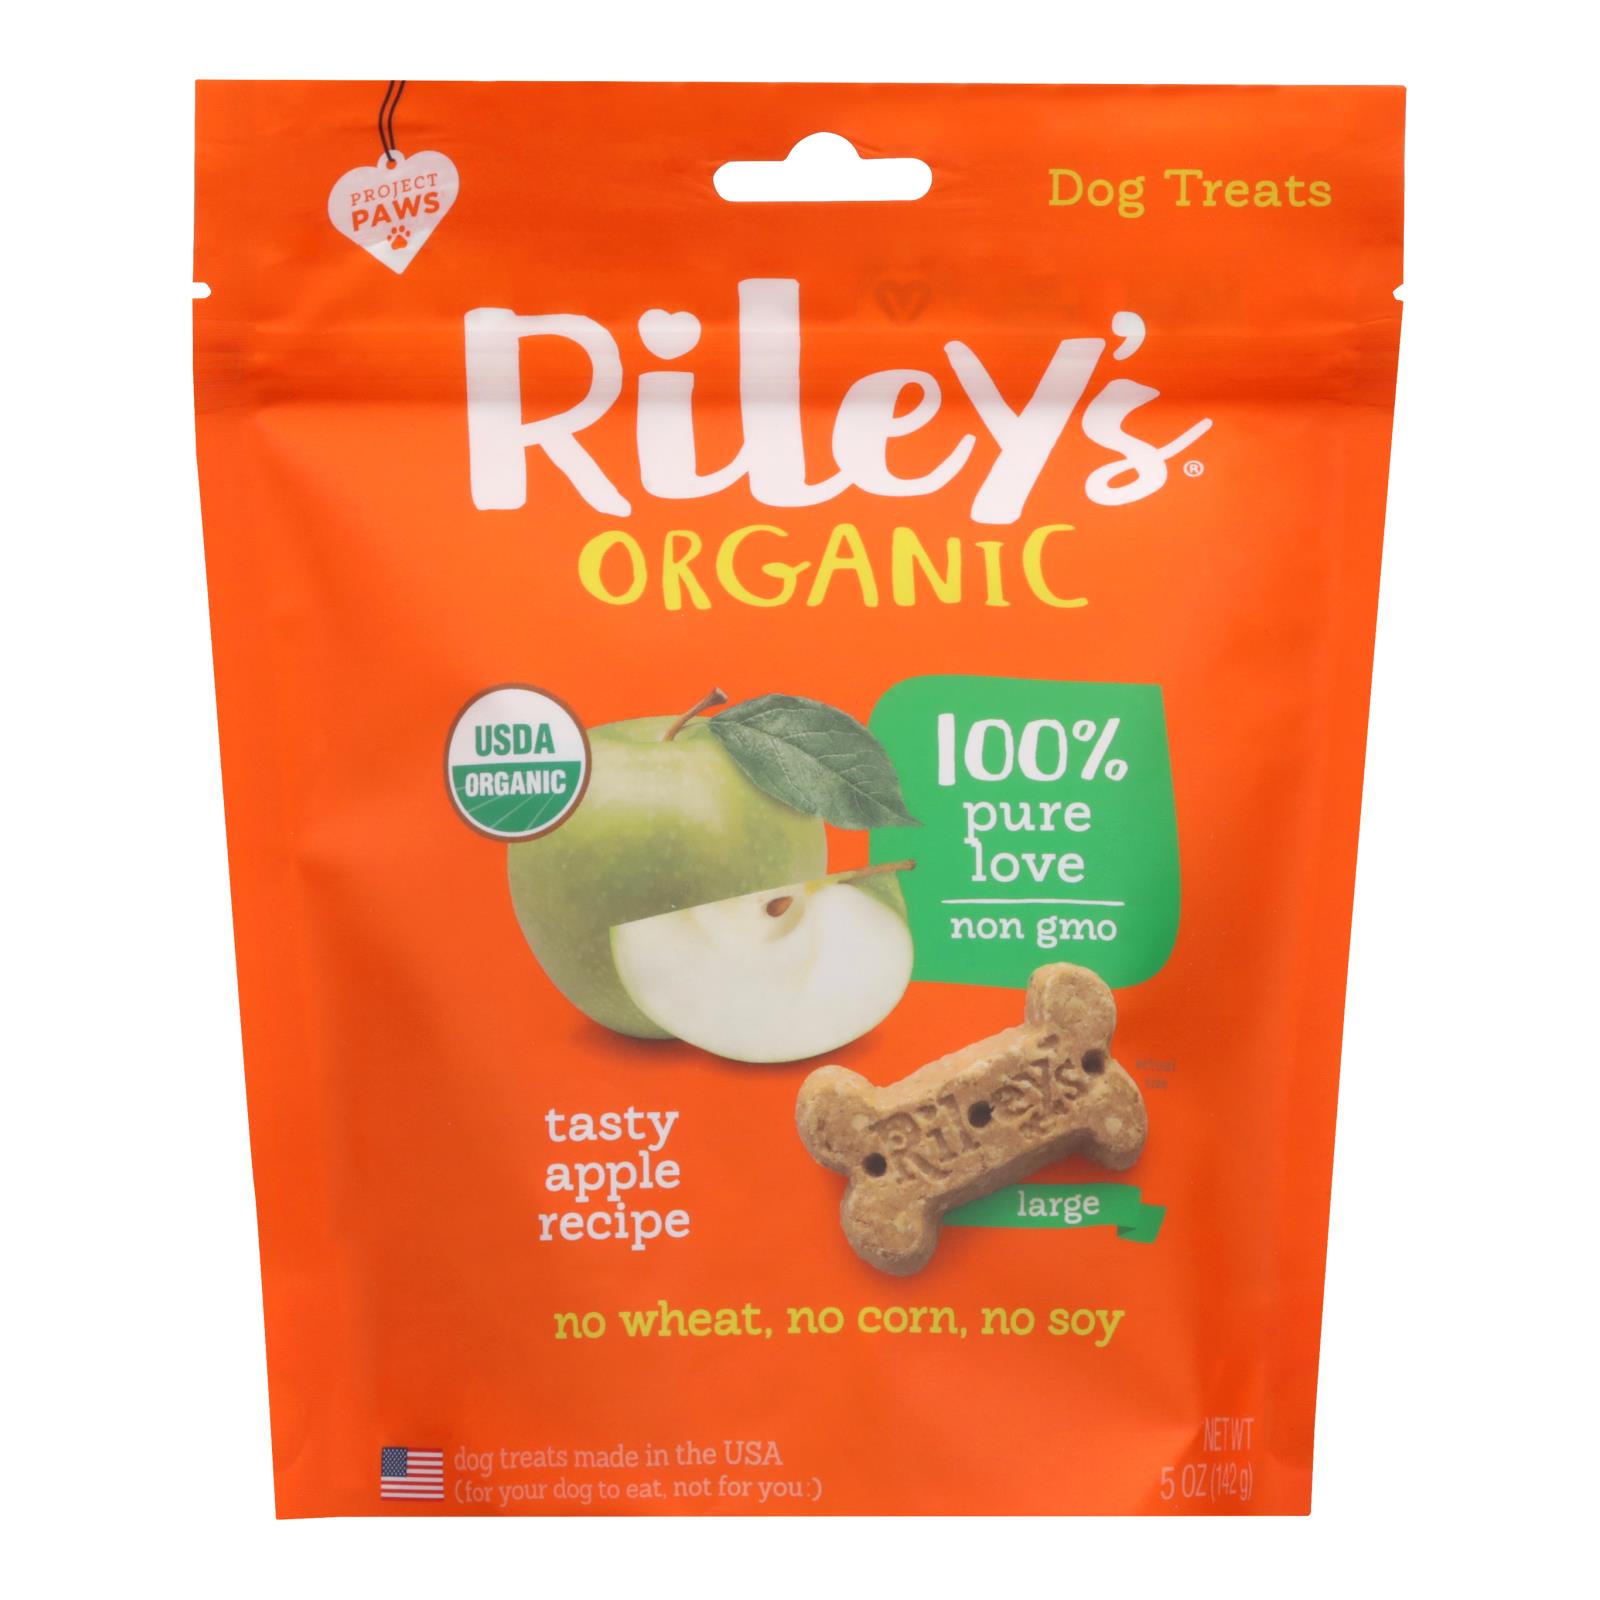 PROJECT
PAWS
Dog Treats
Riley's®
ORGANIC
USDA
ORGANIC
100%
pure
love
non gmo
Riley's
actual
size
large
tasty
apple
recipe
no wheat, no corn, no soy
dog treats made in the USA
(for your dog to eat, not for you:)
NET WT
5 OZ (142 g)